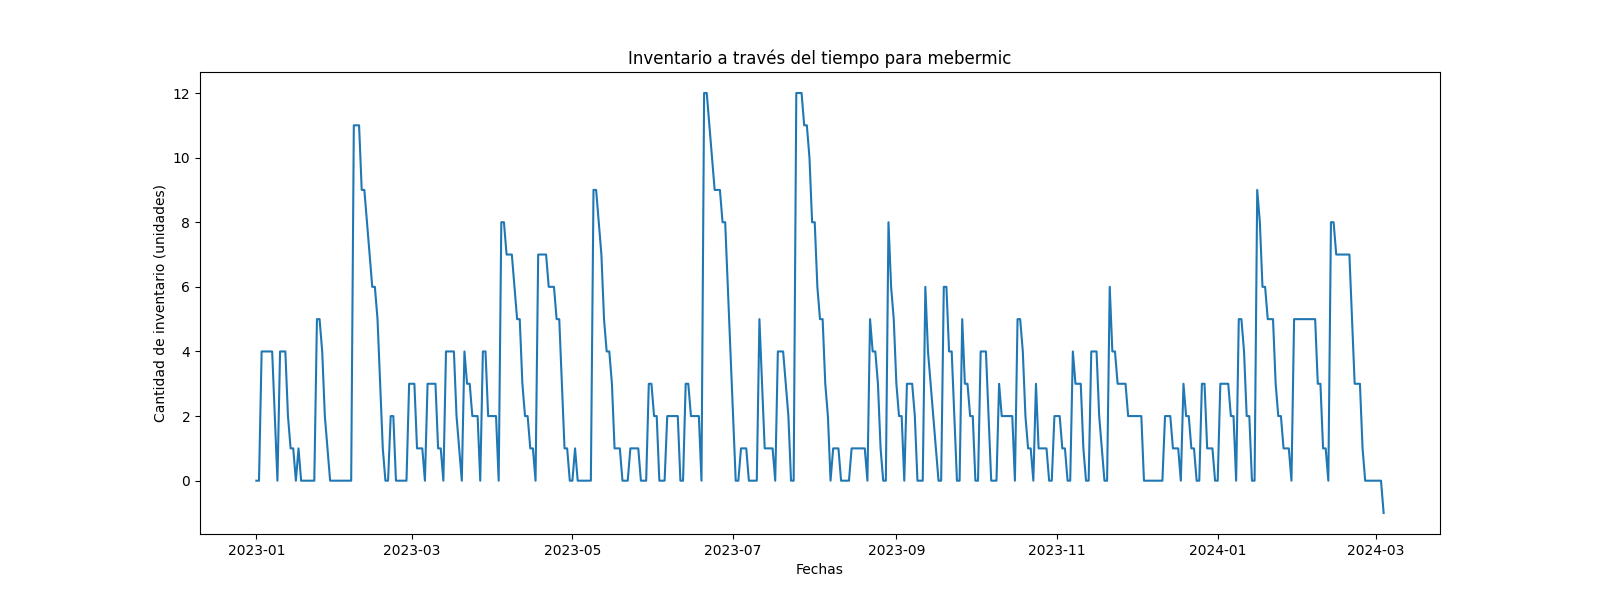 Inventario a través del tiempo para mebermic
Cantidad de inventario (unidades)
12
10
8
6
4
2
0
2023-01 2023-03 2023-05 2023-07 2023-09 2023-11 2024-01 2024-03
Fechas